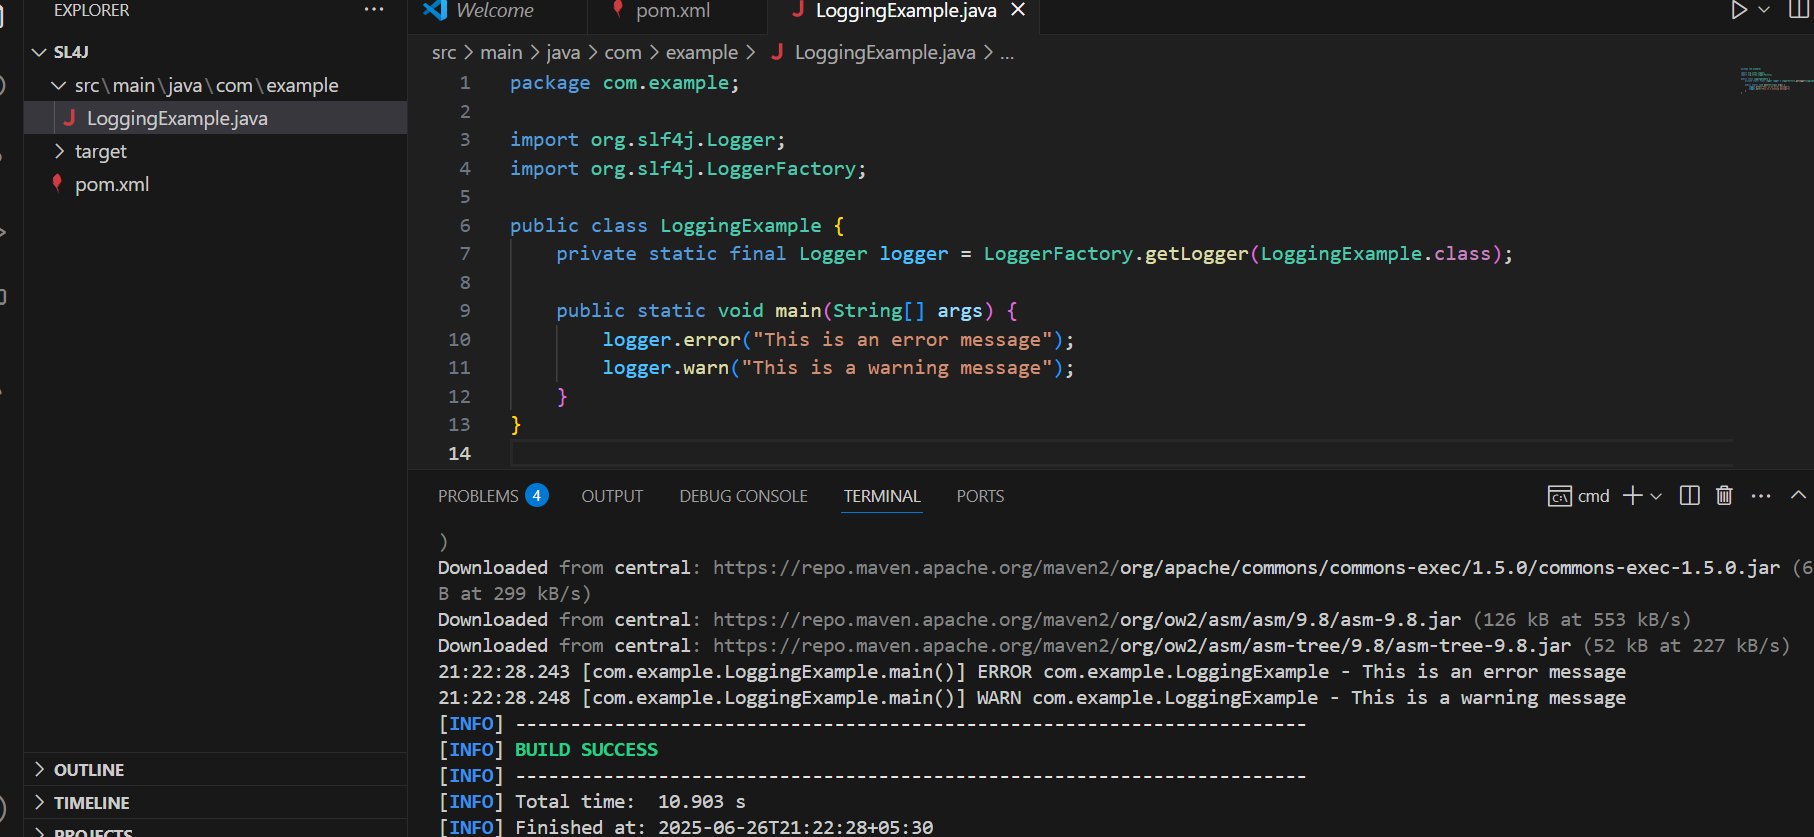 EXPLORER
Welcome
pom.xml
LoggingExample.java
SL4J
src\main\java\com\example
LoggingExample.java
target
pom.xml
OUTLINE
TIMELINE
PROJECTS
src > main > java > com > example > LoggingExample.java > ...
1 package com.example;
2
3 import org.slf4j.Logger;
4 import org.slf4j.LoggerFactory;
5
6 public class LoggingExample {
7 private static final Logger logger = LoggerFactory.getLogger(LoggingExample.class);
8
9 public static void main(String[] args) {
10 logger.error("This is an error message");
11 logger.warn("This is a warning message");
12 }
13 }
14
PROBLEMS 4 OUTPUT DEBUG CONSOLE TERMINAL PORTS
cmd
)
Downloaded from central: https://repo.maven.apache.org/maven2/org/apache/commons/commons-exec/1.5.0/commons-exec-1.5.0.jar (6
B at 299 kB/s)
Downloaded from central: https://repo.maven.apache.org/maven2/org/ow2/asm/asm/9.8/asm-9.8.jar (126 kB at 553 kB/s)
Downloaded from central: https://repo.maven.apache.org/maven2/org/ow2/asm/asm-tree/9.8/asm-tree-9.8.jar (52 kB at 227 kB/s)
21:22:28.243 [com.example.LoggingExample.main()] ERROR com.example.LoggingExample - This is an error message
21:22:28.248 [com.example.LoggingExample.main()] WARN com.example.LoggingExample - This is a warning message
[INFO] ------------------------------------------------------------------------
[INFO] BUILD SUCCESS
[INFO] ------------------------------------------------------------------------
[INFO] Total time:  10.903 s
[INFO] Finished at: 2025-06-26T21:22:28+05:30